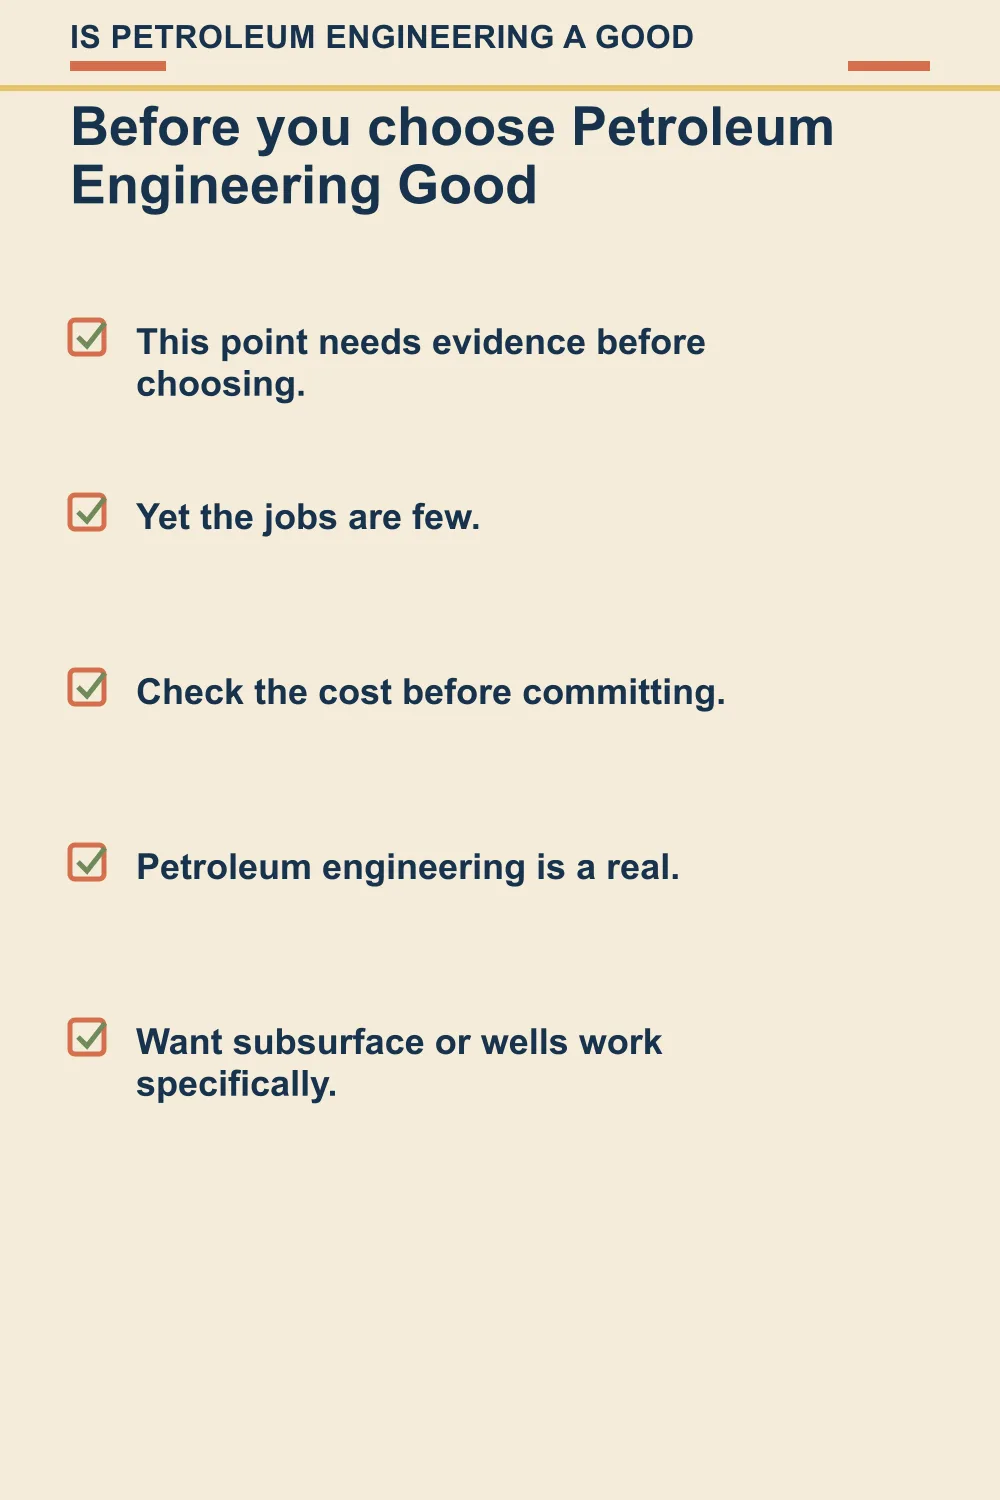 IS PETROLEUM ENGINEERING A GOOD
Before you choose Petroleum
Engineering Good
This point needs evidence before
choosing.
Yet the jobs are few.
Check the cost before committing.
Petroleum engineering is a real.
Want subsurface or wells work
specifically.